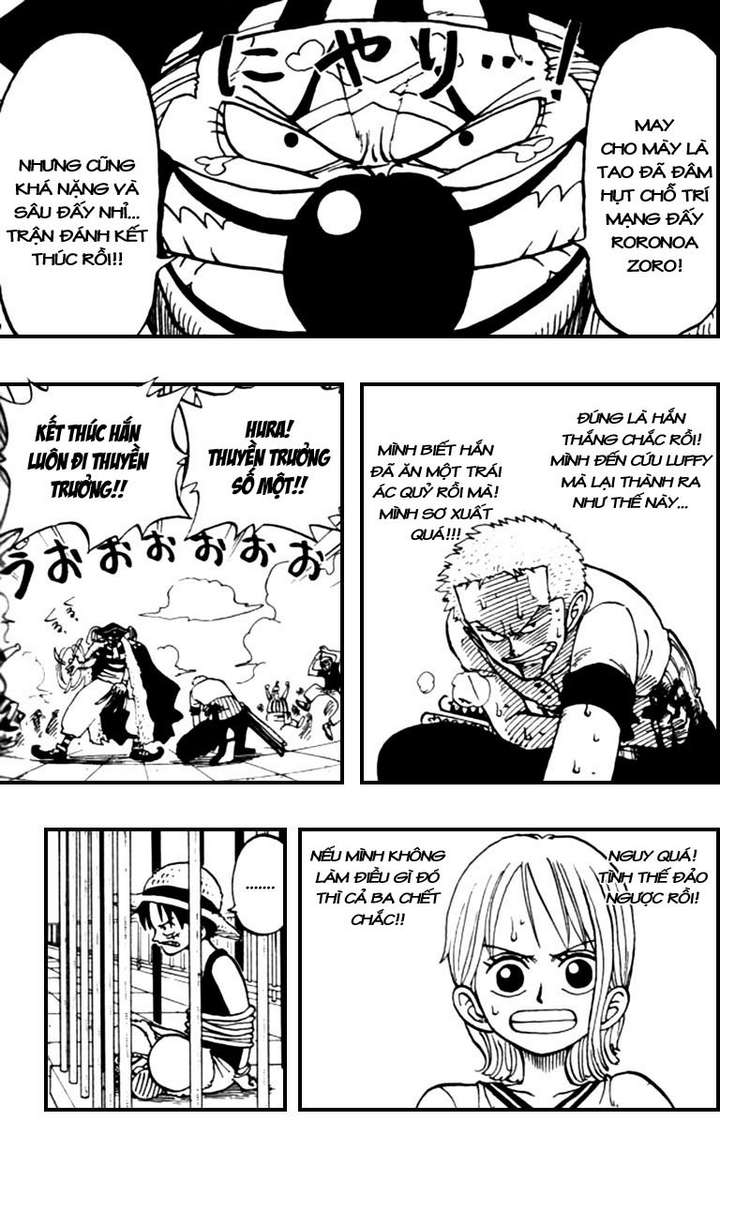 にやり…!
MAY
CHO MÀY LÀ
TAO ĐÃ ĐÂM
HỤT CHỖ TRÍ
MẠNG ĐẤY
RORONOA
ZORO!
NHƯNG CŨNG
KHÁ NẶNG VÀ
SÂU ĐẤY NHỈ...
TRẬN ĐÁNH KẾT
THÚC RỒI!!
ĐÚNG LÀ HẮN
THẮNG CHẮC RỒI!
MÌNH ĐẾN CỨU LUFFY
MÀ LẠI THÀNH RA
NHƯ THẾ NÀY...
MÌNH BIẾT HẮN
ĐÃ ĂN MỘT TRÁI
ÁC QUỶ RỒI MÀ!
MÌNH SƠ XUẤT
QUÁ!!!
HURA!
THUYỀN TRƯỞNG
SỐ MỘT!!
KẾT THÚC HẮN
LUÔN ĐI THUYỀN
TRƯỞNG!!
うおおおおおお
NGUY QUÁ!
TÌNH THẾ ĐẢO
NGƯỢC RỒI!
NẾU MÌNH KHÔNG
LÀM ĐIỀU GÌ ĐÓ
THÌ CẢ BA CHẾT
CHẮC!!
........